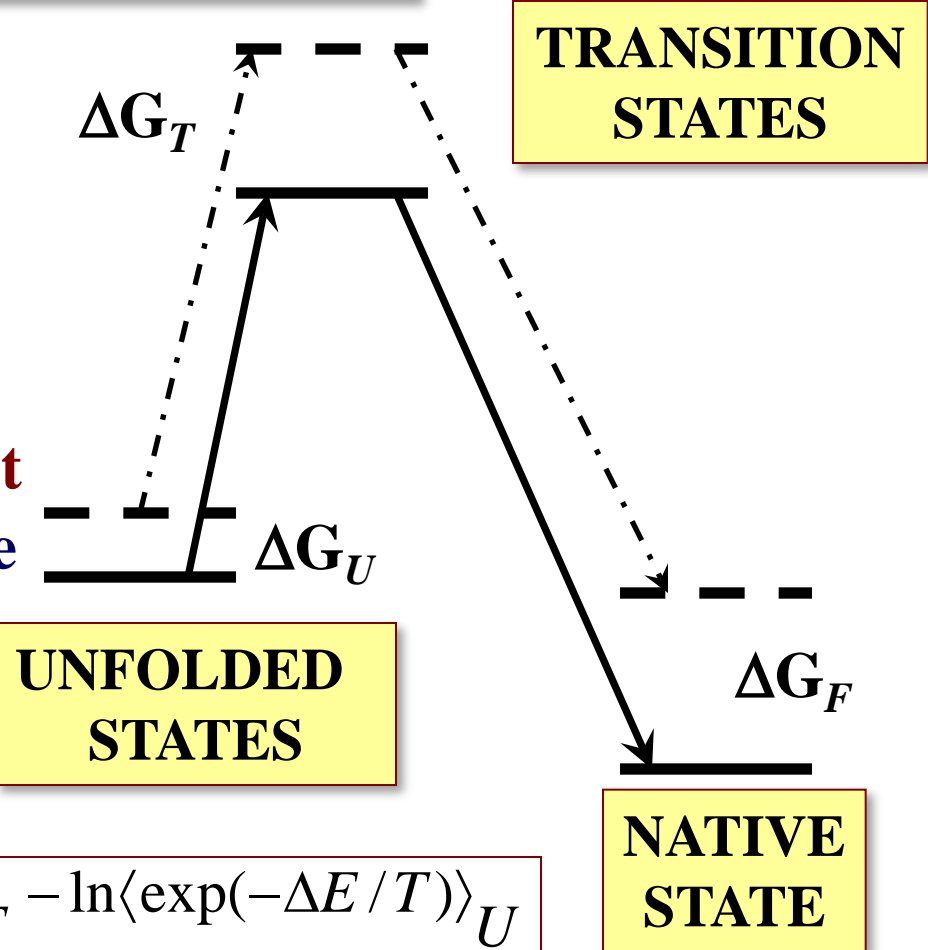 TRANSITION
STATES
ΔG_T
t
e
ΔG_U
UNFOLDED
STATES
ΔG_F
NATIVE
STATE
− ln⟨exp(−ΔE / T)⟩_U